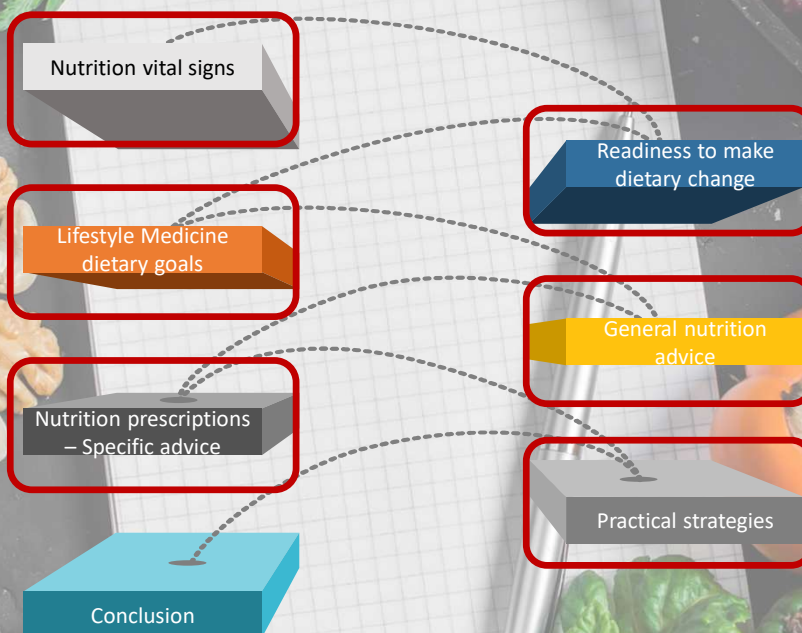 Nutrition vital signs
Readiness to make
dietary change
Lifestyle Medicine
dietary goals
General nutrition
advice
Nutrition prescriptions
– Specific advice
Practical strategies
Conclusion